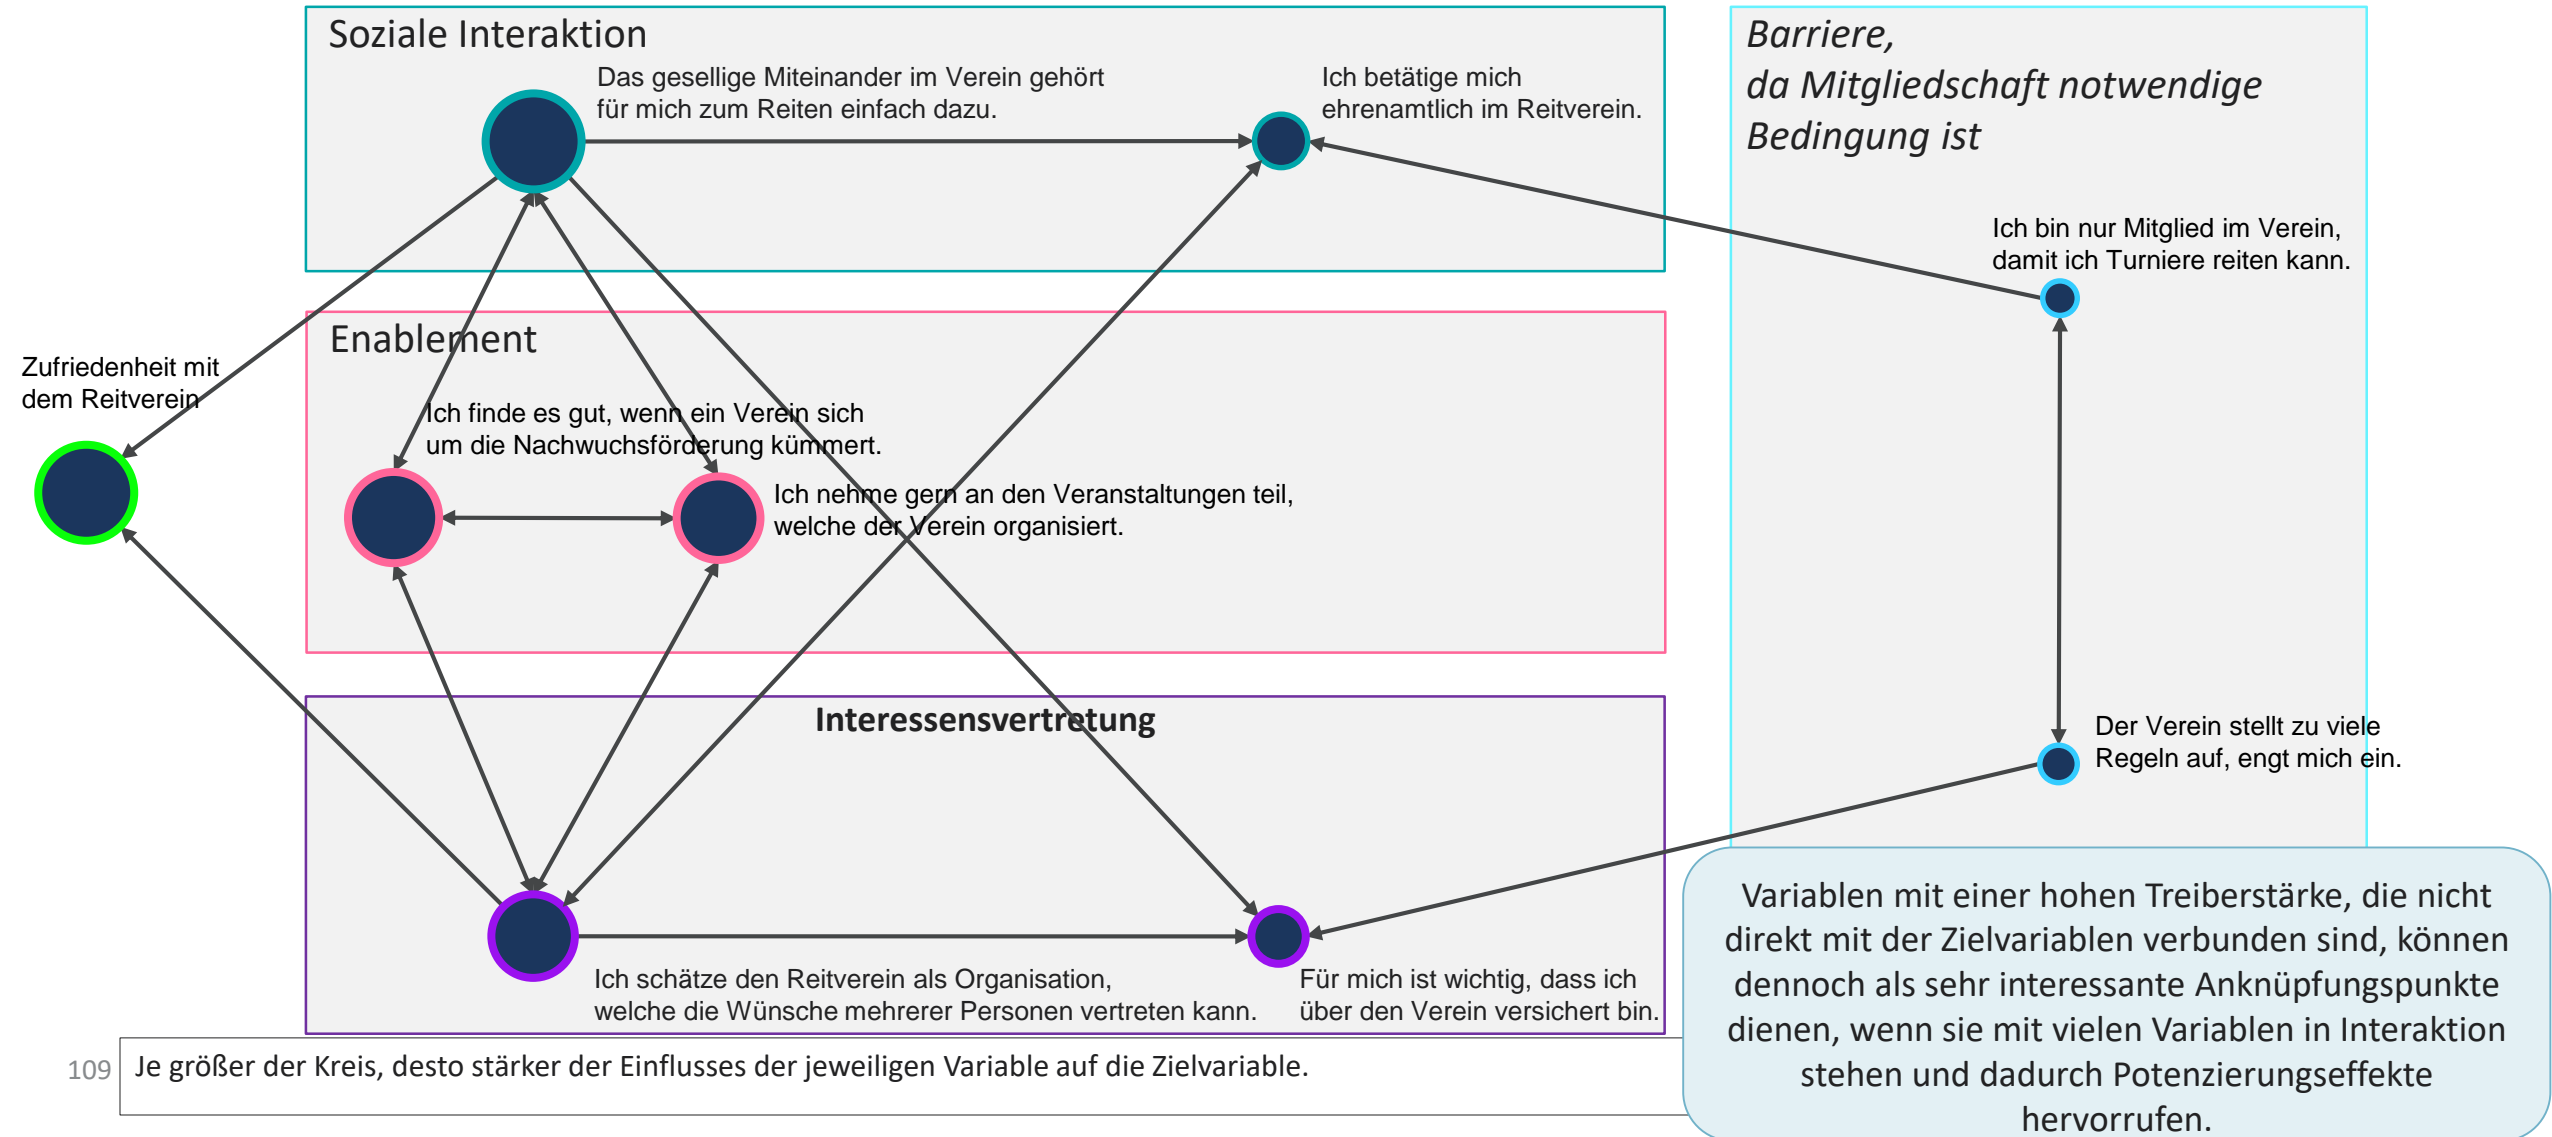 Soziale Interaktion
Das gesellige Miteinander im Verein gehört
für mich zum Reiten einfach dazu.
Ich betätige mich
ehrenamtlich im Reitverein.
Barriere,
da Mitgliedschaft notwendige
Bedingung ist
Ich bin nur Mitglied im Verein,
damit ich Turniere reiten kann.
Enablement
Zufriedenheit mit
dem Reitverein
Ich finde es gut, wenn ein Verein sich
um die Nachwuchsförderung kümmert.
Ich nehme gern an den Veranstaltungen teil,
welche der Verein organisiert.
Interessensvertretung
Der Verein stellt zu viele
Regeln auf, engt mich ein.
Ich schätze den Reitverein als Organisation,
welche die Wünsche mehrerer Personen vertreten kann.
Für mich ist wichtig, dass ich
über den Verein versichert bin.
Variablen mit einer hohen Treiberstärke, die nicht
direkt mit der Zielvariablen verbunden sind, können
dennoch als sehr interessante Anknüpfungspunkte
dienen, wenn sie mit vielen Variablen in Interaktion
stehen und dadurch Potenzierungseffekte
hervorrufen.
109
Je größer der Kreis, desto stärker der Einflusses der jeweiligen Variable auf die Zielvariable.